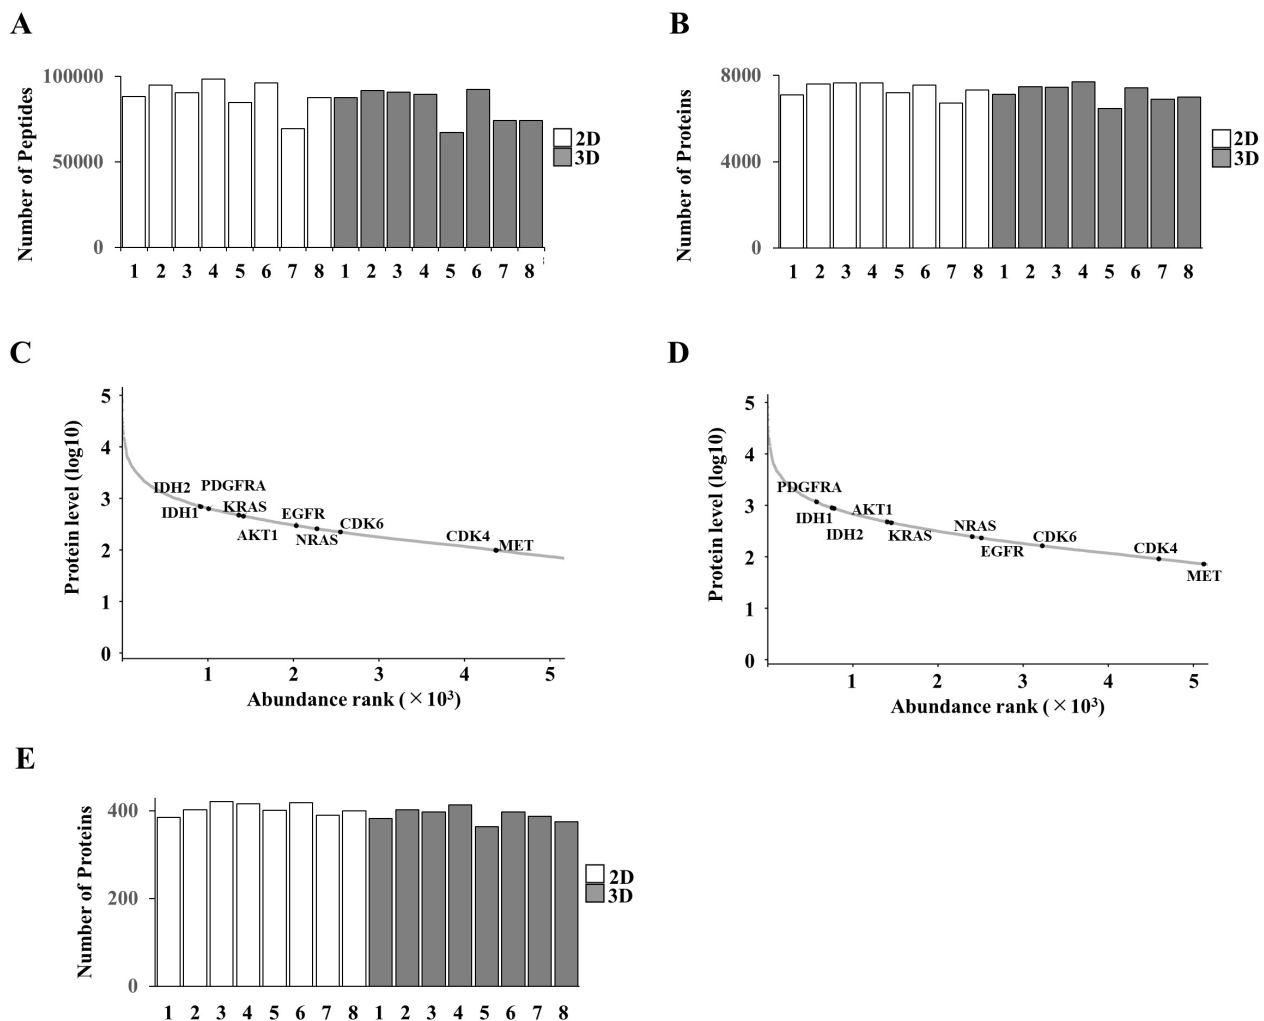 A
B
100000
50000
0
Number of Peptides
1 2 3 4 5 6 7 8 1 2 3 4 5 6 7 8
2D
3D
8000
4000
0
Number of Proteins
1 2 3 4 5 6 7 8 1 2 3 4 5 6 7 8
2D
3D
C
D
5
4
3
2
1
0
Protein level (log10)
IDH2 PDGFRA
IDH1 KRAS
AKT1
EGFR
NRAS
CDK6
CDK4
MET
1 2 3 4 5
Abundance rank (×10³)
5
4
3
2
1
0
Protein level (log10)
PDGFRA
IDH1
IDH2
AKT1
KRAS
NRAS
EGFR
CDK6
CDK4
MET
1 2 3 4 5
Abundance rank (×10³)
E
400
200
0
Number of Proteins
1 2 3 4 5 6 7 8 1 2 3 4 5 6 7 8
2D
3D